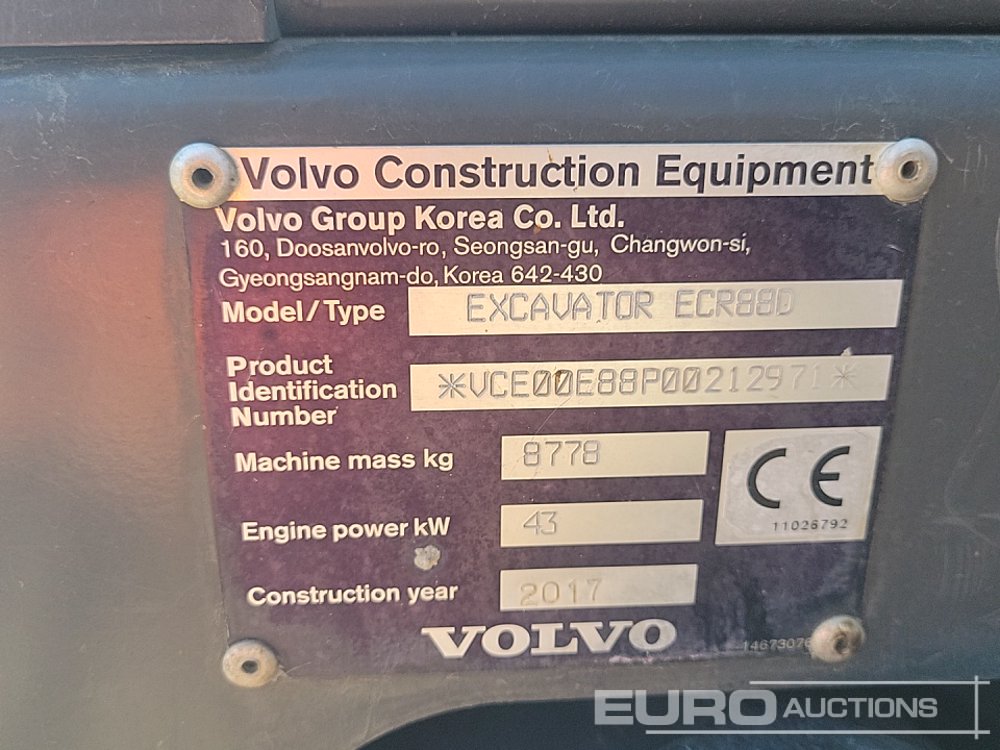 Volvo Construction Equipment
Volvo Group Korea Co. Ltd.
160, Doosanvolvo-ro, Seongsan-gu, Changwon-si,
Gyeongsangnam-do, Korea 642-430
Model/Type EXCAVATOR ECR88D
Product
Identification
Number
*VCE00E88P00212971*
Machine mass kg 8778
CE
11026792
Engine power kW 43
Construction year 2017
VOLVO
EURO AUCTIONS